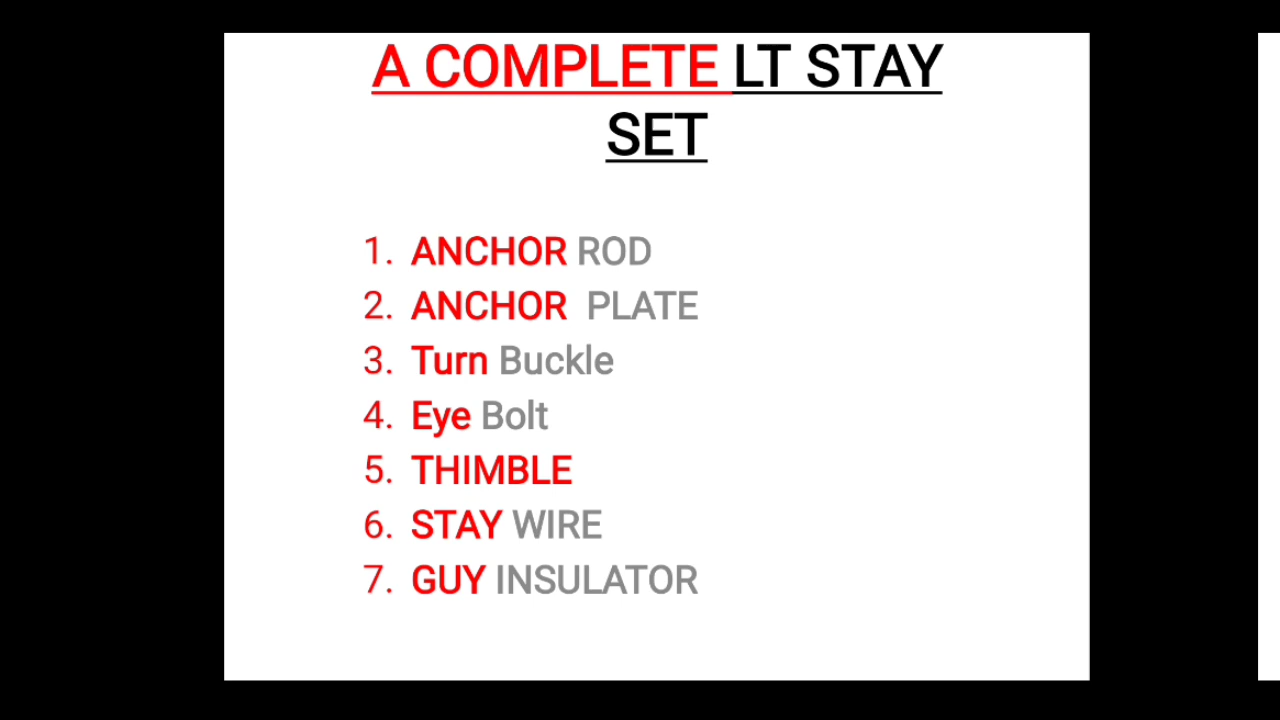 A COMPLETE LT STAY
SET
1. ANCHOR ROD
2. ANCHOR PLATE
3. Turn Buckle
4. Eye Bolt
5. THIMBLE
6. STAY WIRE
7. GUY INSULATOR